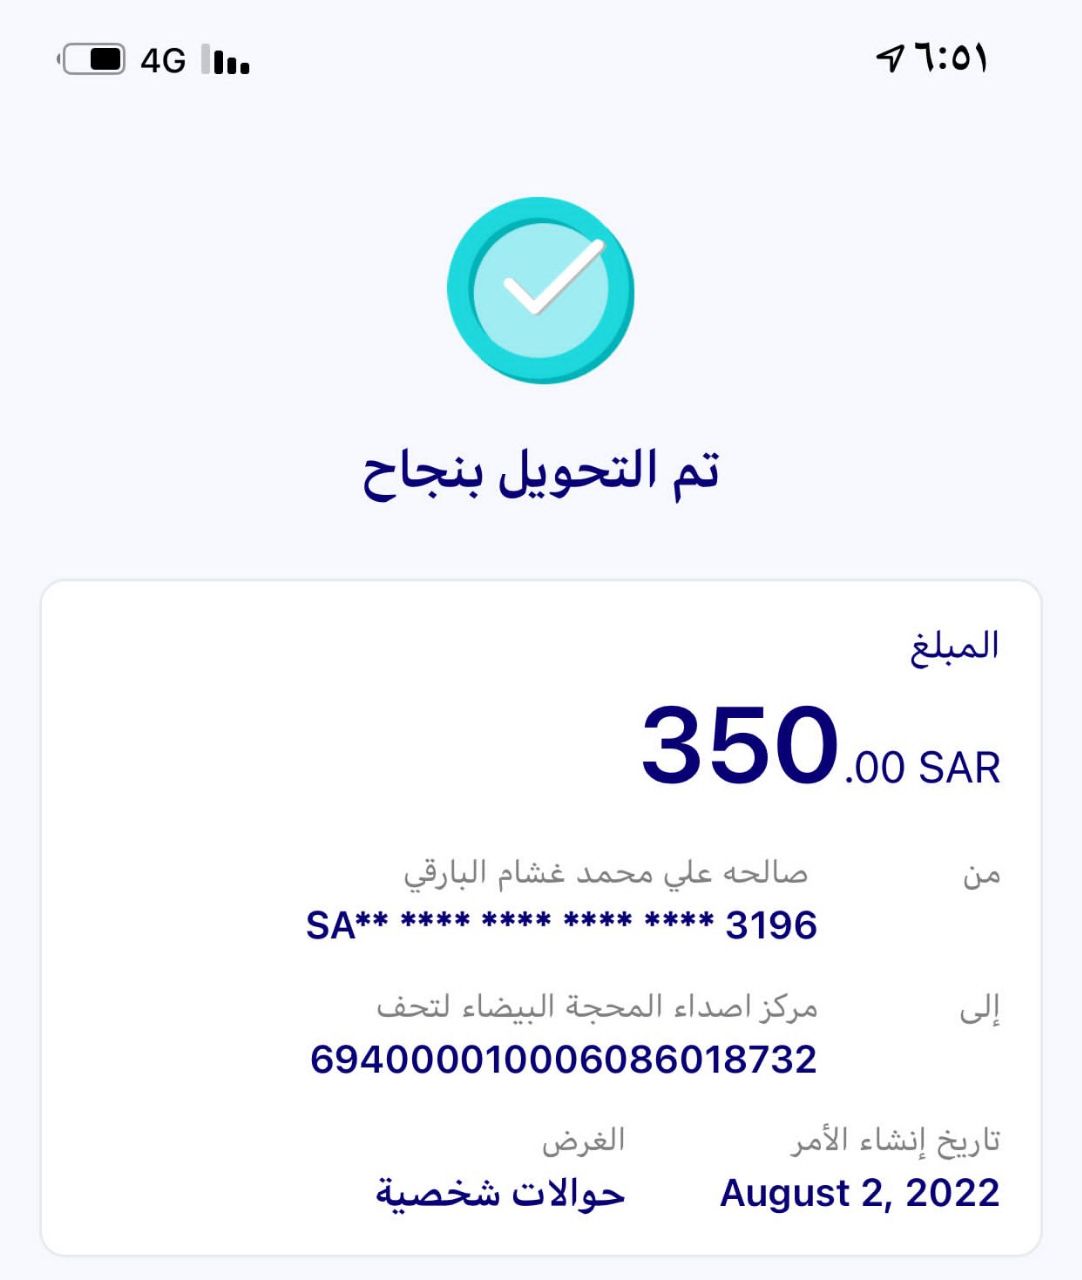 4G ٦:٥١
تم التحويل بنجاح
المبلغ
350.00 SAR
من صالحه علي محمد غشام البارقي
SA** **** **** **** **** 3196
إلى مركز اصداء المحجة البيضاء لتحف
694000010006086018732
تاريخ إنشاء الأمر الغرض
August 2, 2022 حوالات شخصية